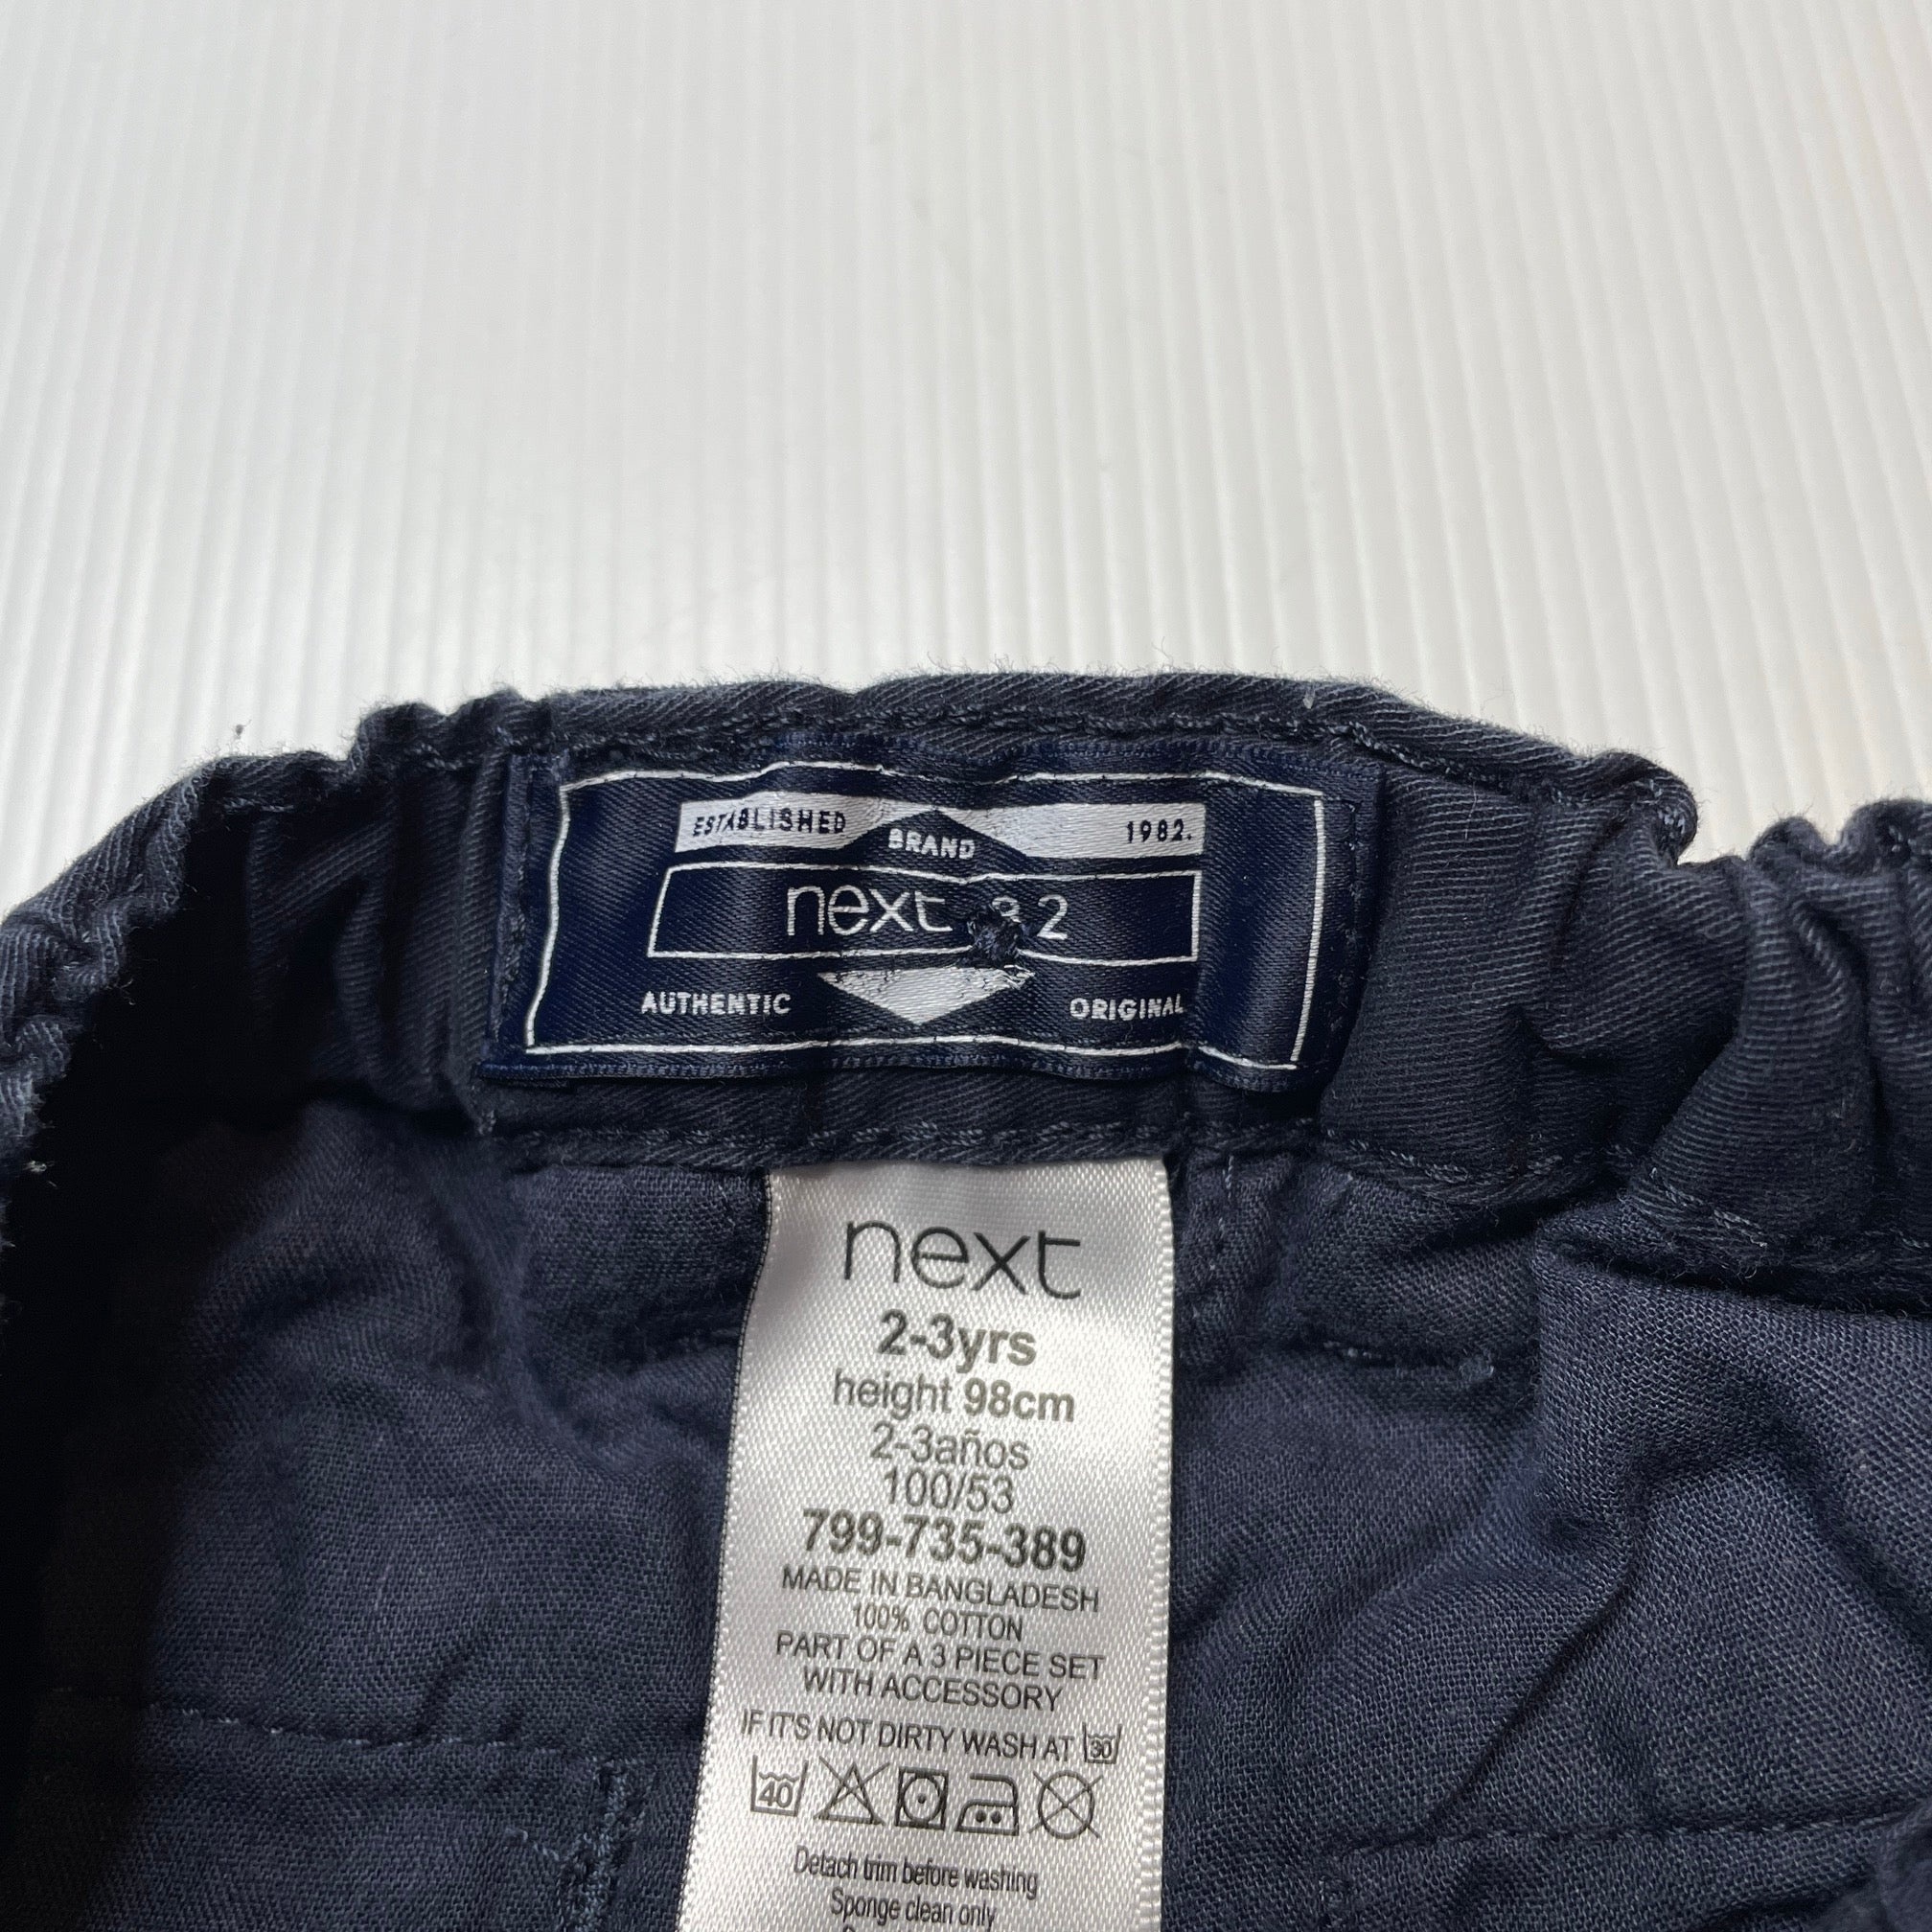 ESTABLISHED BRAND 1982.
next 82
AUTHENTIC ORIGINAL
next
2-3yrs
height 98cm
2-3años
100/53
799-735-389
MADE IN BANGLADESH
100% COTTON
PART OF A 3 PIECE SET
WITH ACCESSORY
IF IT'S NOT DIRTY WASH AT 30
40
Detach trim before washing
Sponge clean only